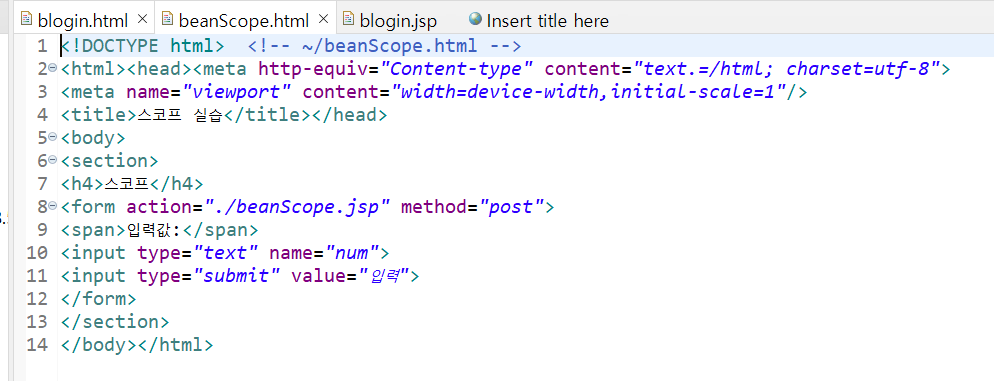 blogin.html beanScope.html blogin.jsp Insert title here
1 <!DOCTYPE html>  <!-- ~/beanScope.html -->
2 <html><head><meta http-equiv="Content-type" content="text.=/html; charset=utf-8">
3 <meta name="viewport" content="width=device-width,initial-scale=1"/>
4 <title>스코프 실습</title></head>
5 <body>
6 <section>
7 <h4>스코프</h4>
8 <form action="./beanScope.jsp" method="post">
9 <span>입력값:</span>
10 <input type="text" name="num">
11 <input type="submit" value="입력">
12 </form>
13 </section>
14 </body></html>